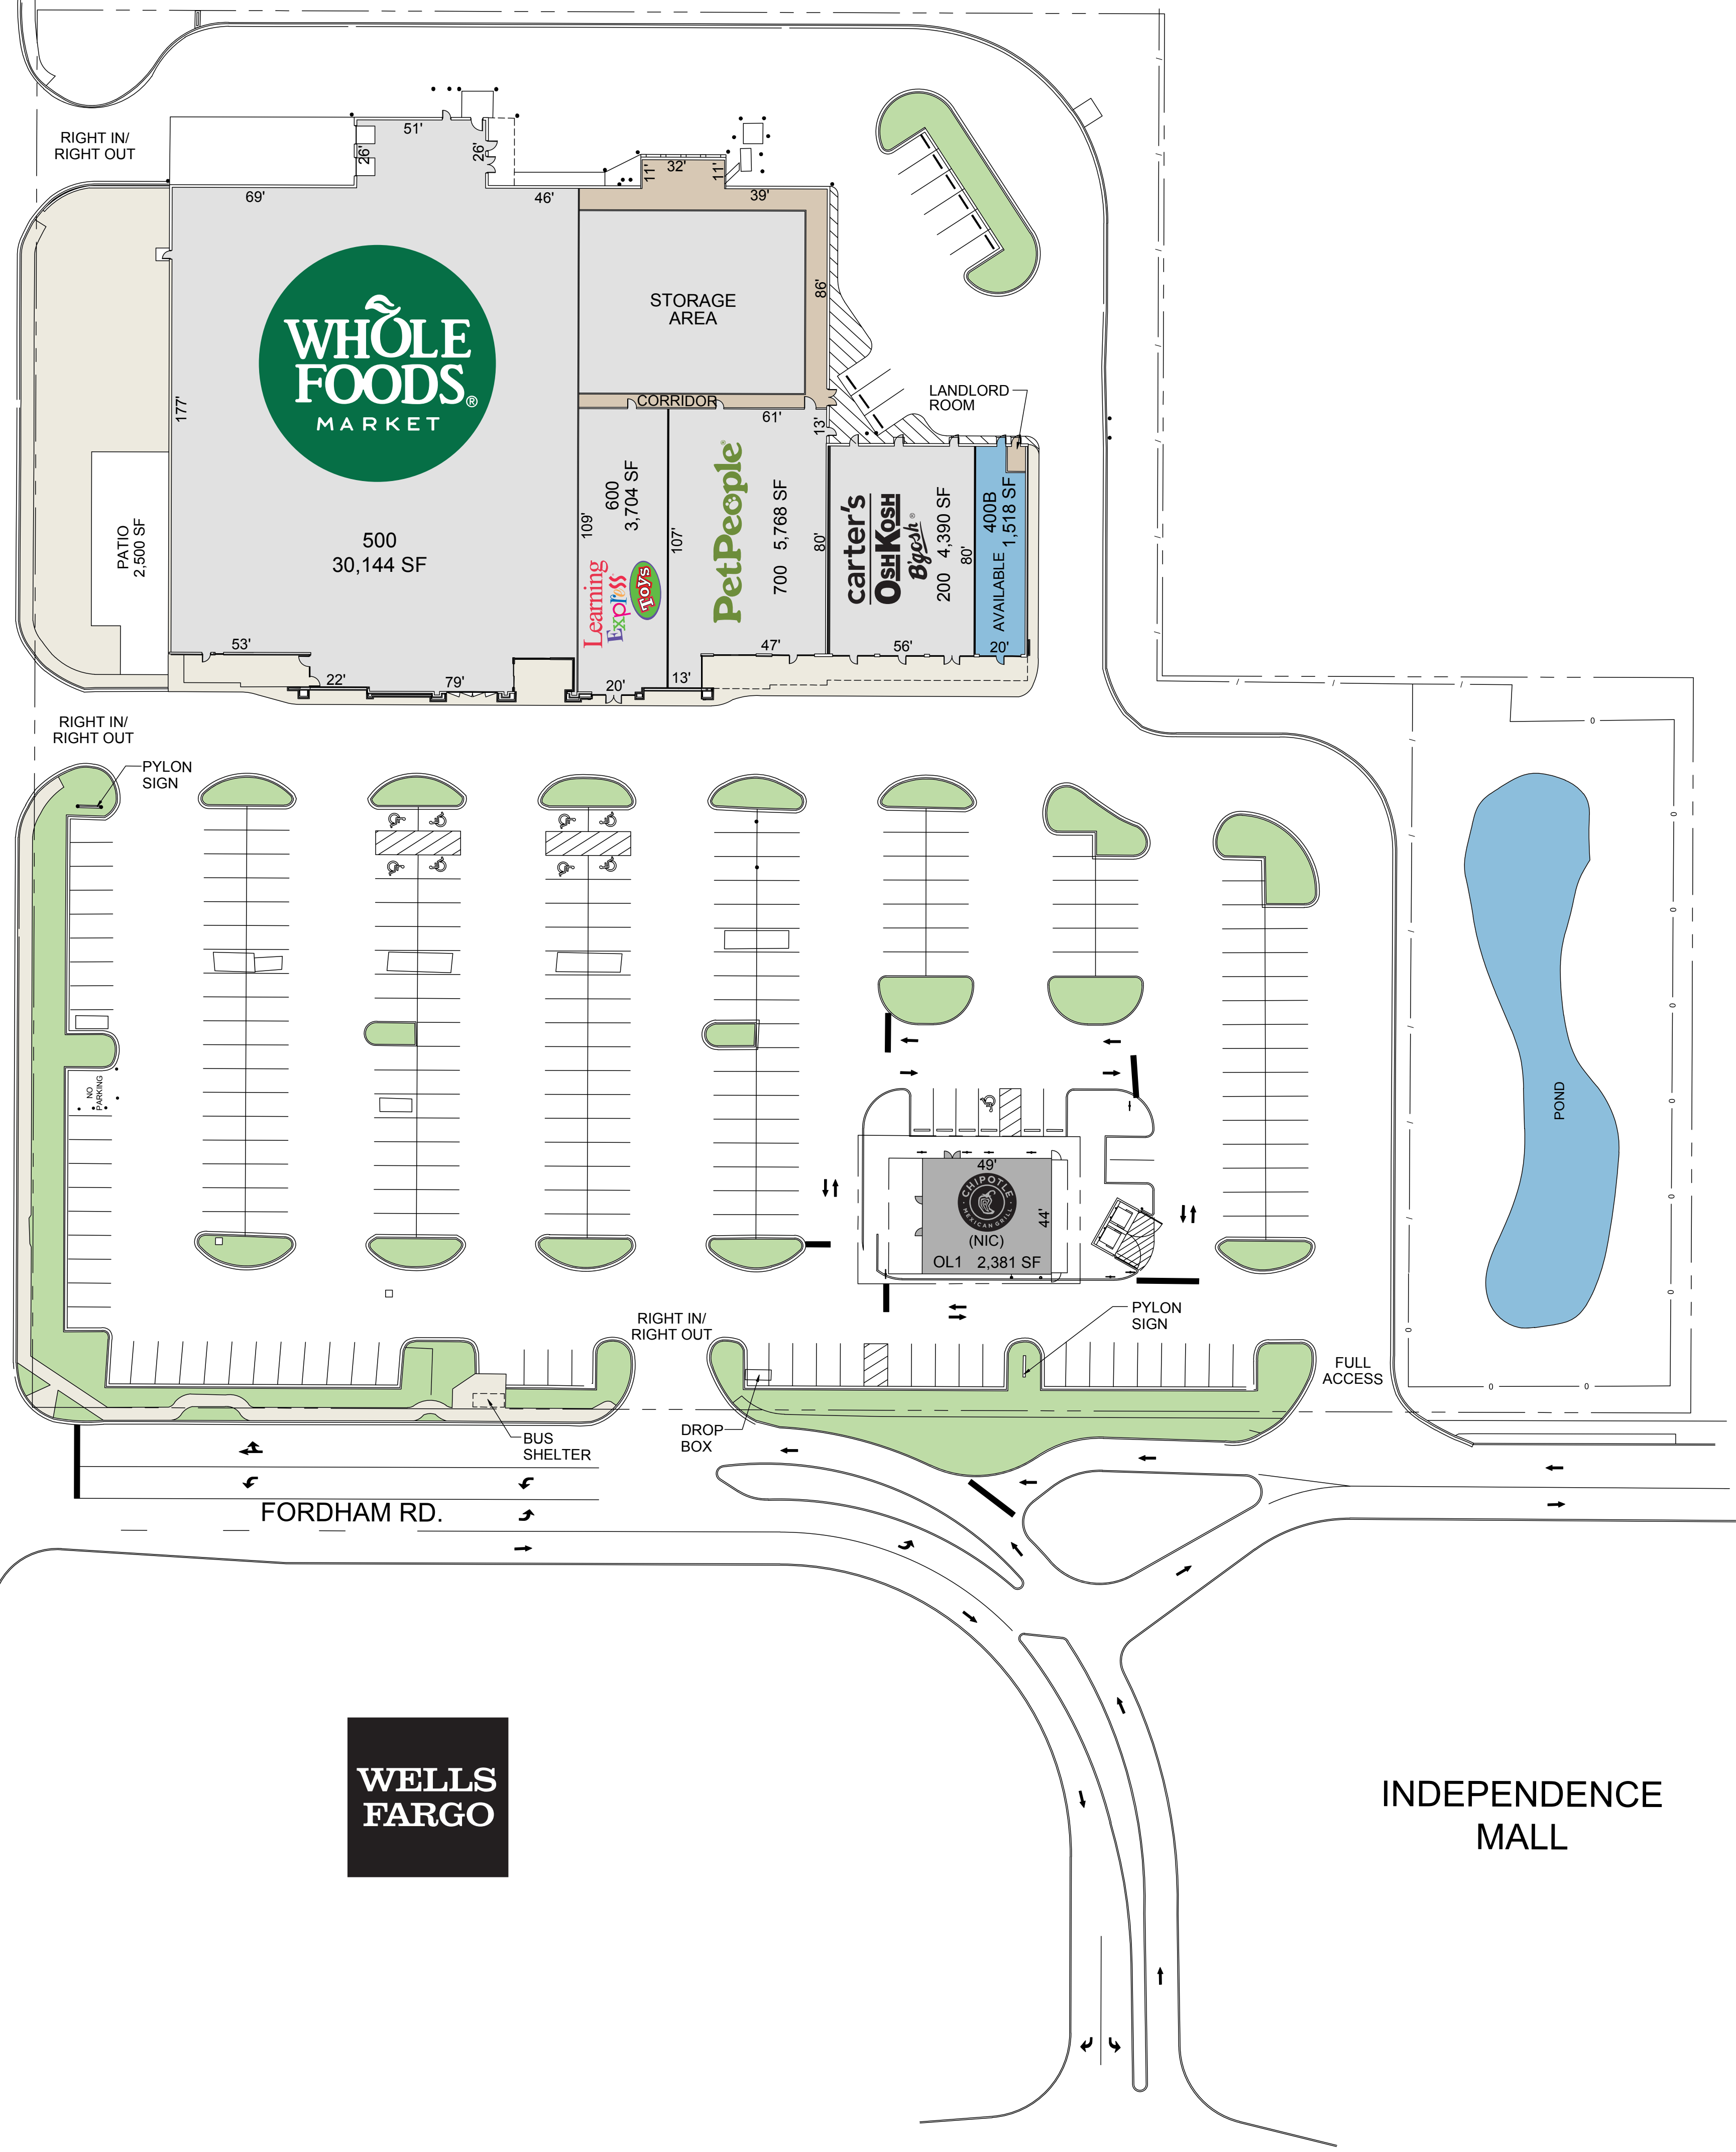 RIGHT IN/
RIGHT OUT
51'
26'
26'
69'
46'
11'
32'
11'
39'
WHOLE
FOODS®
MARKET
177'
STORAGE
AREA
86'
CORRIDOR
61'
13'
LANDLORD
ROOM
PATIO
2,500 SF
500
30,144 SF
109'
600
3,704 SF
Learning
Express
Toys
107'
PetPeople®
700 5,768 SF
80'
carter's
OshKosh
B'gosh®
200 4,390 SF
80'
400B
AVAILABLE 1,518 SF
53'
22'
79'
20'
13'
47'
56'
20'
RIGHT IN/
RIGHT OUT
PYLON
SIGN
NO
PARKING
49'
CHIPOTLE
MEXICAN GRILL
44'
(NIC)
OL1 2,381 SF
POND
RIGHT IN/
RIGHT OUT
PYLON
SIGN
FULL
ACCESS
DROP
BOX
BUS
SHELTER
FORDHAM RD.
WELLS
FARGO
INDEPENDENCE
MALL